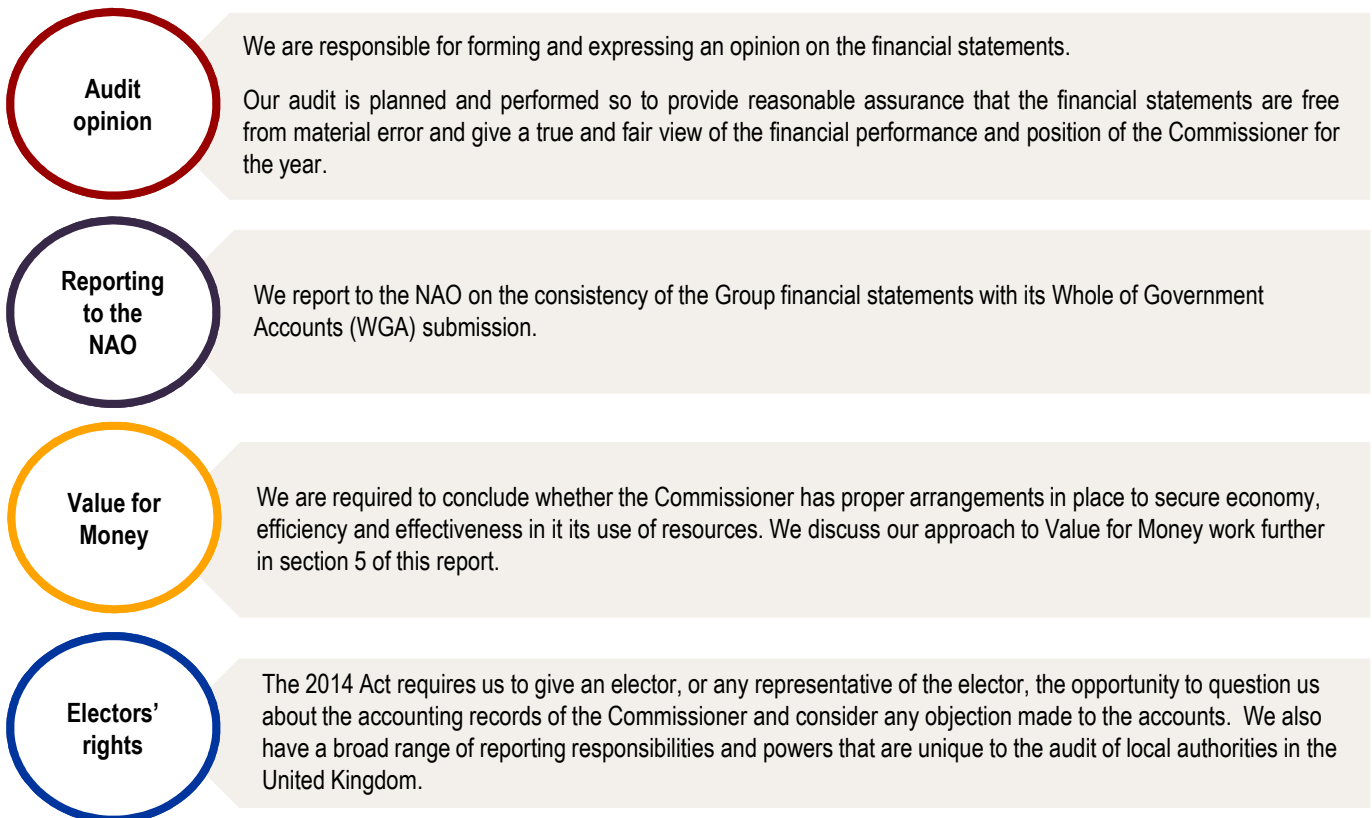 Audit
opinion
We are responsible for forming and expressing an opinion on the financial statements.
Our audit is planned and performed so to provide reasonable assurance that the financial statements are free
from material error and give a true and fair view of the financial performance and position of the Commissioner for
the year.
Reporting
to the
NAO
We report to the NAO on the consistency of the Group financial statements with its Whole of Government
Accounts (WGA) submission.
Value for
Money
We are required to conclude whether the Commissioner has proper arrangements in place to secure economy,
efficiency and effectiveness in it its use of resources. We discuss our approach to Value for Money work further
in section 5 of this report.
Electors’
rights
The 2014 Act requires us to give an elector, or any representative of the elector, the opportunity to question us
about the accounting records of the Commissioner and consider any objection made to the accounts.  We also
have a broad range of reporting responsibilities and powers that are unique to the audit of local authorities in the
United Kingdom.